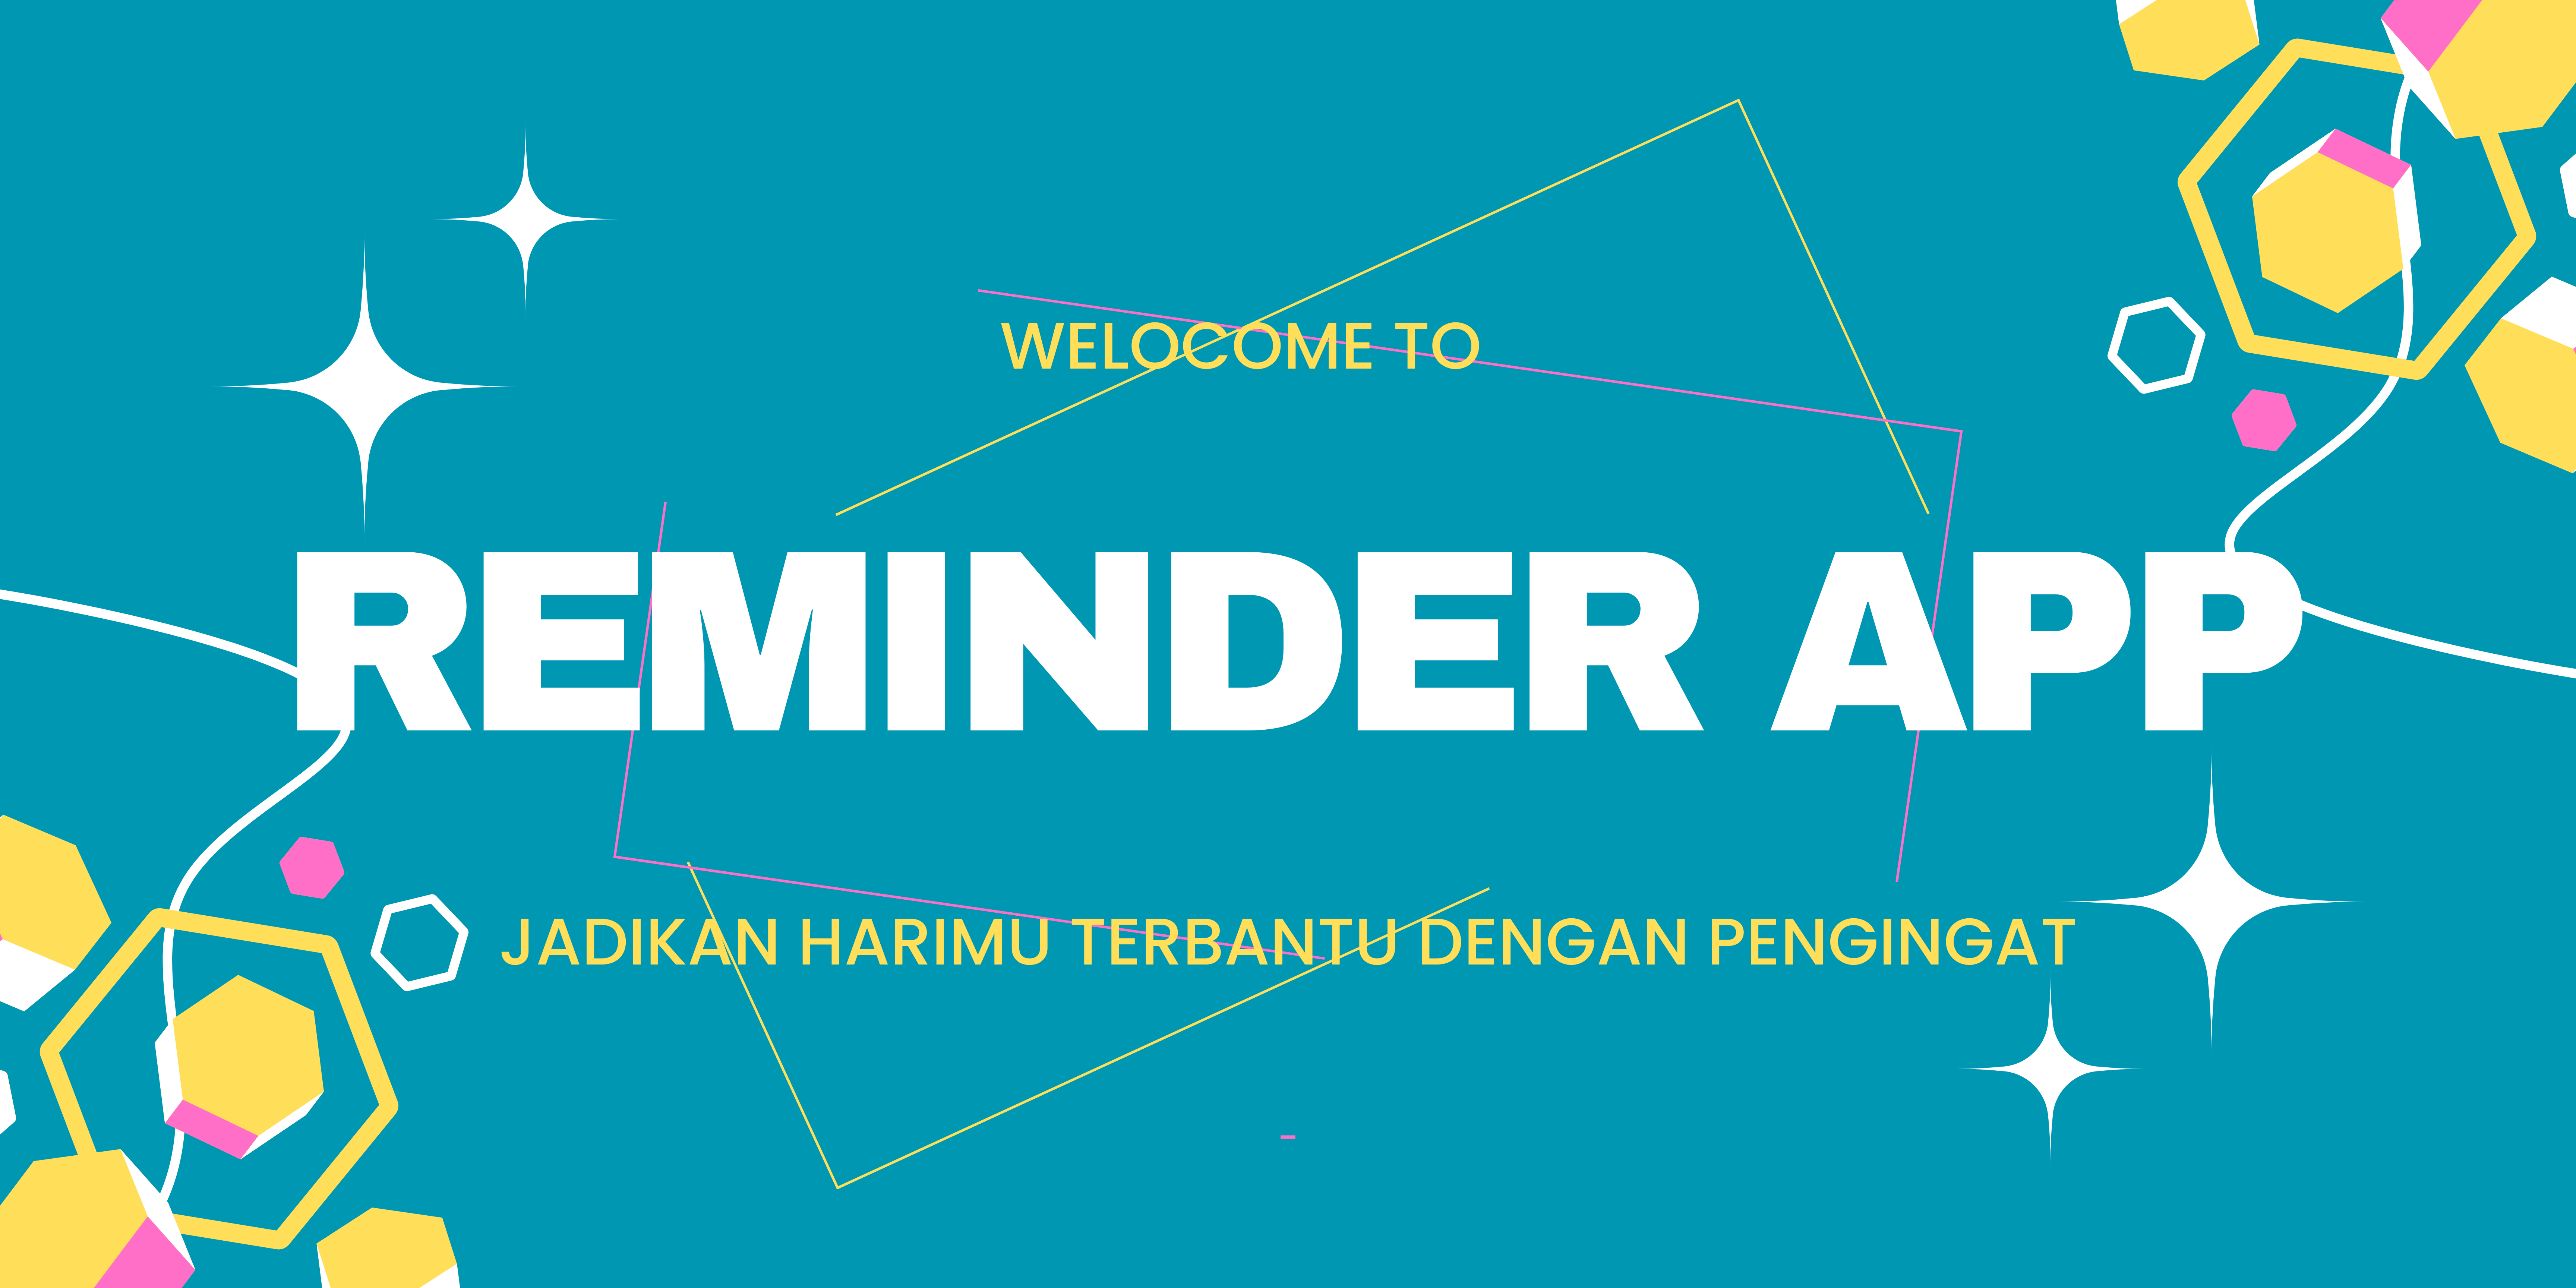 WELOCOME TO
REMINDER APP
JADIKAN HARIMU TERBANTU DENGAN PENGINGAT
-